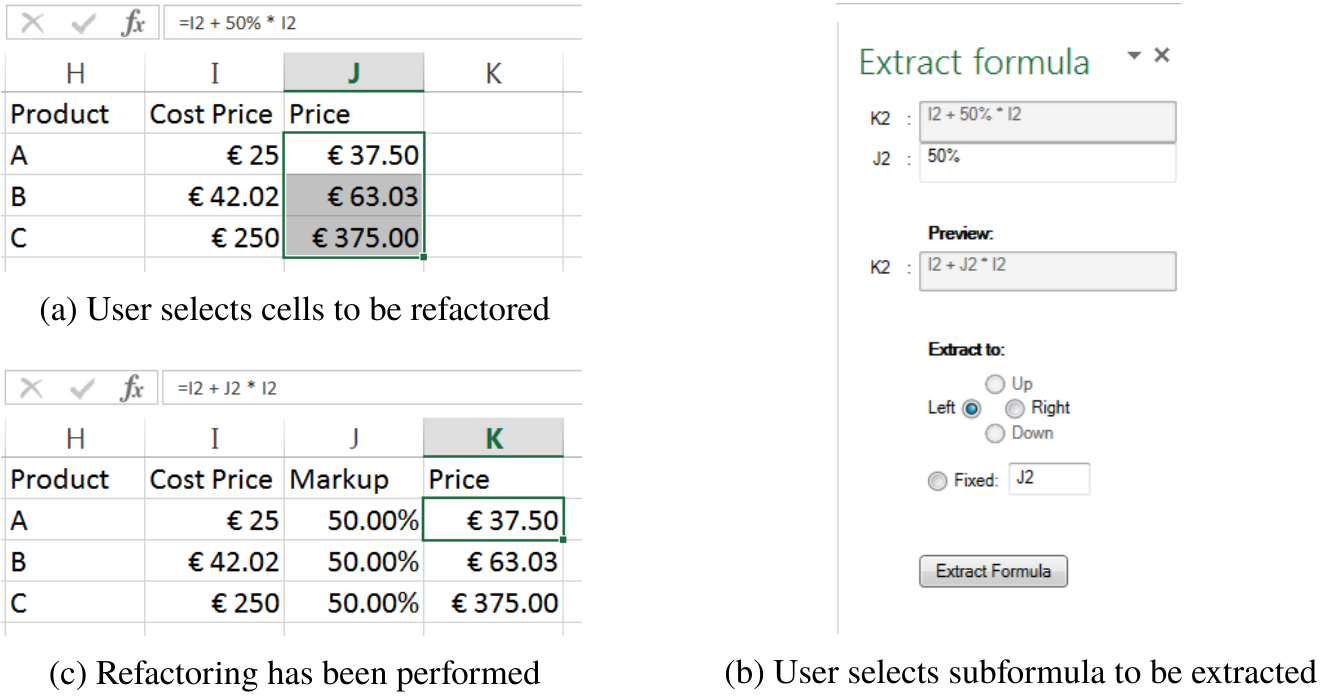 fx =I2 + 50% * I2
H I J K
Product Cost Price Price
A € 25 € 37.50
B € 42.02 € 63.03
C € 250 € 375.00
(a) User selects cells to be refactored
fx =I2 + J2 * I2
H I J K
Product Cost Price Markup Price
A € 25 50.00% € 37.50
B € 42.02 50.00% € 63.03
C € 250 50.00% € 375.00
(c) Refactoring has been performed
Extract formula
K2 : I2 + 50% * I2
J2 : 50%
Preview:
K2 : I2 + J2 * I2
Extract to:
Up
Left Right
Down
Fixed: J2
Extract Formula
(b) User selects subformula to be extracted